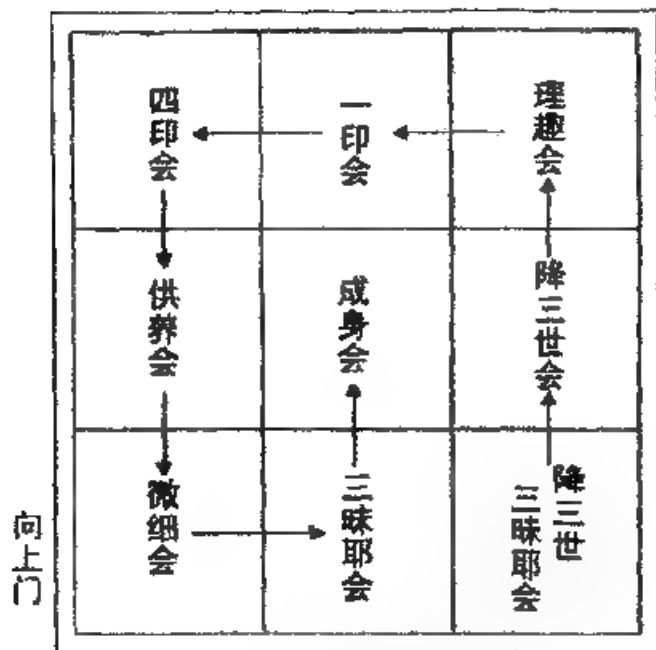 四印会
一印会
理趣会
供养会
成身会
降三世会
微细会
三昧耶会
降三世
三昧耶会
向上门